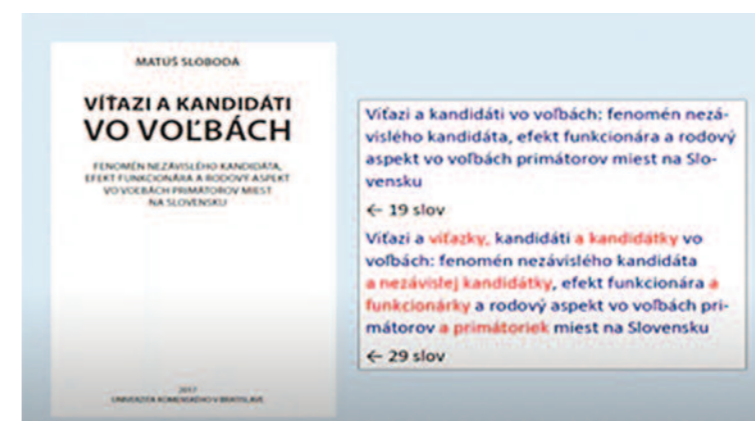 MATÚŠ SLOBODA
VÍŤAZI A KANDIDÁTI
VO VOĽBÁCH
FENOMÉN NEZÁVISLÉHO KANDIDÁTA,
EFEKT FUNKCIONÁRA A RODOVÝ ASPEKT
VO VOĽBÁCH PRIMÁTOROV MIEST
NA SLOVENSKU
2017
UNIVERZITA KOMENSKÉHO V BRATISLAVE
Víťazi a kandidáti vo voľbách: fenomén nezá-
vislého kandidáta, efekt funkcionára a rodový
aspekt vo voľbách primátorov miest na Slo-
vensku
← 19 slov
Víťazi a víťazky, kandidáti a kandidátky vo
voľbách: fenomén nezávislého kandidáta
a nezávislej kandidátky, efekt funkcionára a
funkcionárky a rodový aspekt vo voľbách pri-
mátorov a primátoriek miest na Slovensku
← 29 slov